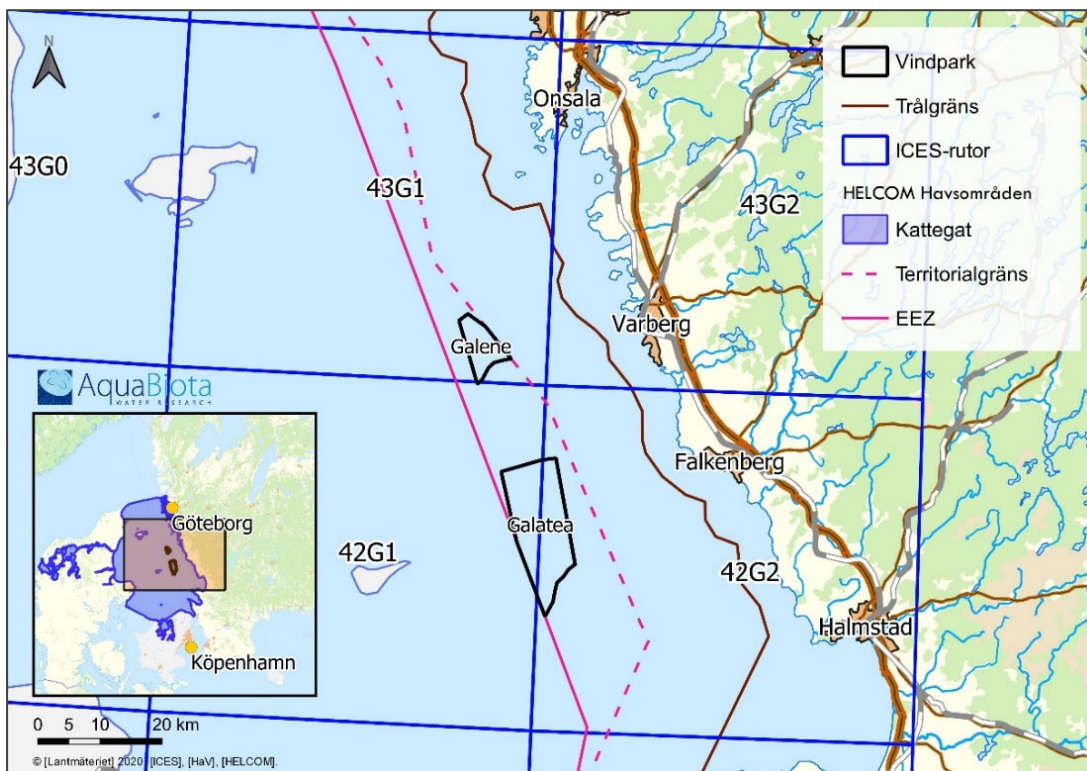 N
43G0
43G1
43G2
42G1
42G2
Onsala
Varberg
Falkenberg
Halmstad
Galene
Galatea
Vindpark
Trålgräns
ICES-rutor
HELCOM Havsområden
Kattegat
Territorialgräns
EEZ
AquaBiota
WATER RESEARCH
Göteborg
Köpenhamn
0 5 10 20 km
© [Lantmäteriet] 2020, [ICES], [HaV], [HELCOM].